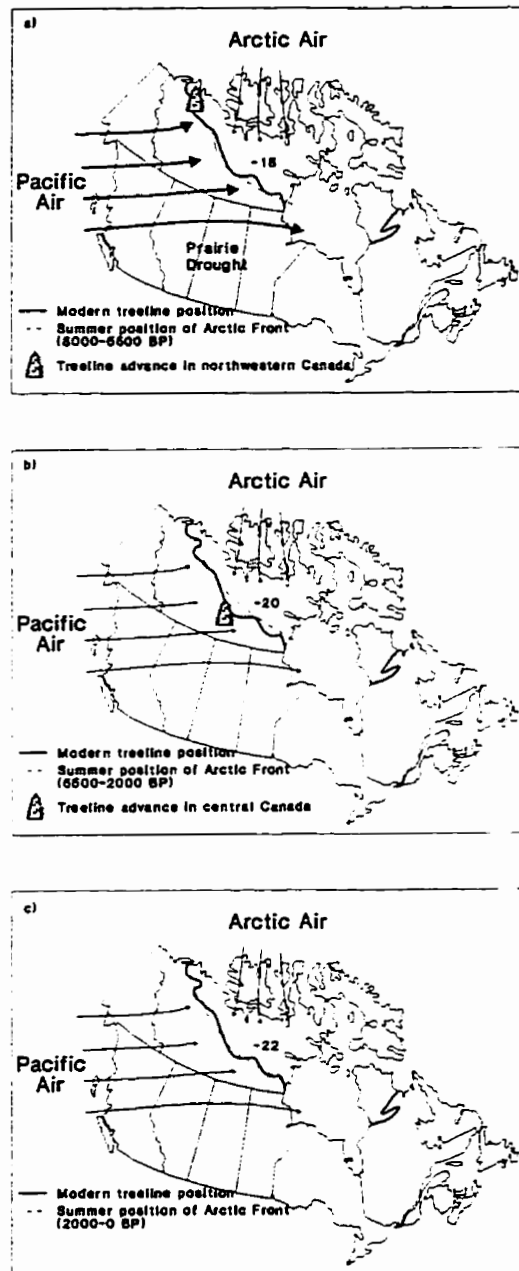 a)
Arctic Air
-18
Pacific
Air
Prairie
Drought
Modern treeline position
Summer position of Arctic Front
(8000-6500 BP)
Treeline advance in northwestern Canada
b)
Arctic Air
-20
Pacific
Air
Modern treeline position
Summer position of Arctic Front
(6500-2000 BP)
Treeline advance in central Canada
c)
Arctic Air
-22
Pacific
Air
Modern treeline position
Summer position of Arctic Front
(2000-0 BP)